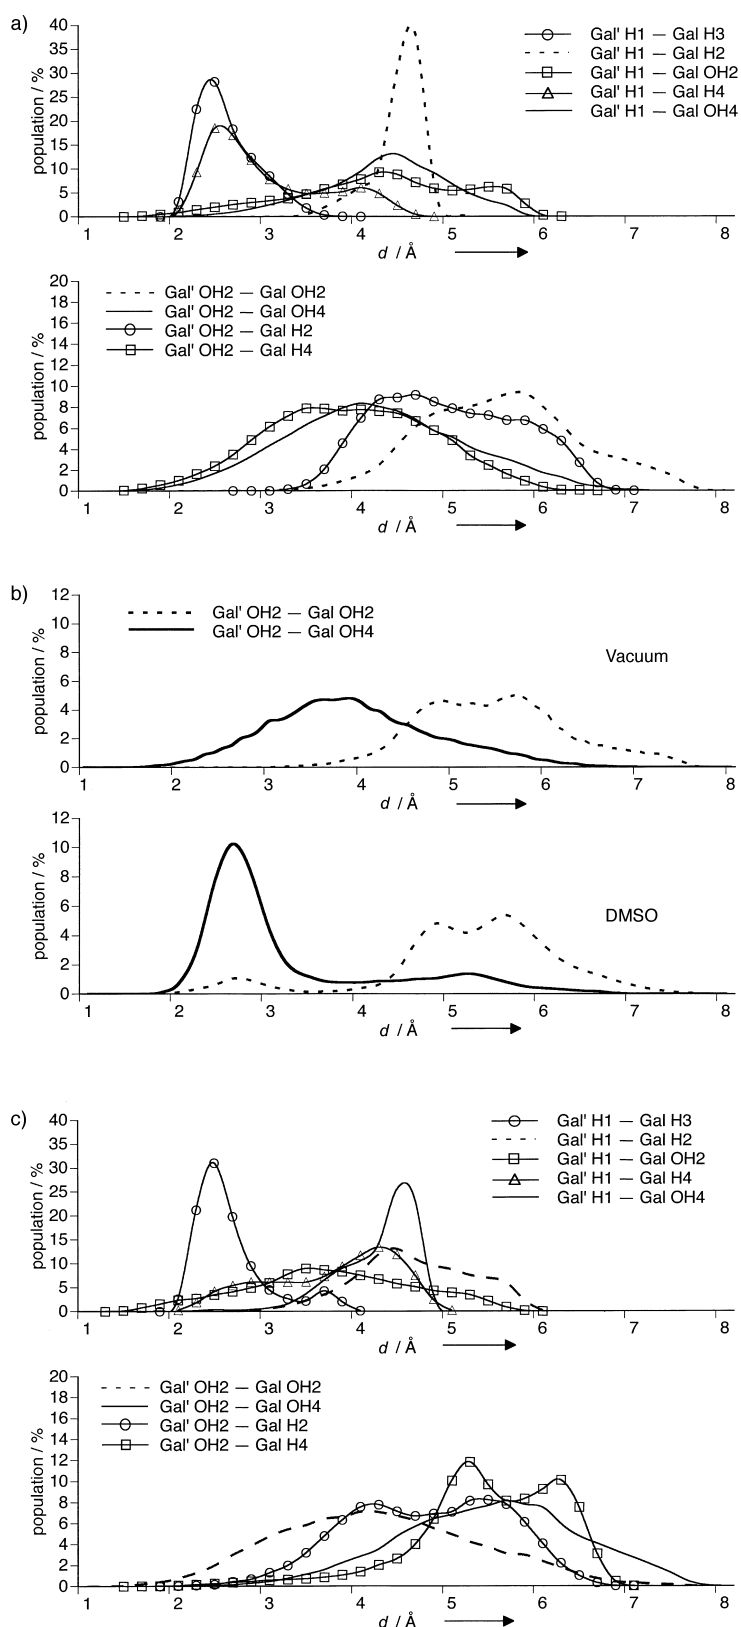 a)
40
35
30
25
20
15
10
5
0
population / %
Gal' H1 — Gal H3
Gal' H1 — Gal H2
Gal' H1 — Gal OH2
Gal' H1 — Gal H4
Gal' H1 — Gal OH4
1 2 3 4 5 6 7 8
d / Å
20
18
16
14
12
10
8
6
4
2
0
population / %
Gal' OH2 — Gal OH2
Gal' OH2 — Gal OH4
Gal' OH2 — Gal H2
Gal' OH2 — Gal H4
1 2 3 4 5 6 7 8
d / Å
b)
12
10
8
6
4
2
0
population / %
Gal' OH2 — Gal OH2
Gal' OH2 — Gal OH4
Vacuum
1 2 3 4 5 6 7 8
d / Å
12
10
8
6
4
2
0
population / %
DMSO
1 2 3 4 5 6 7 8
d / Å
c)
40
35
30
25
20
15
10
5
0
population / %
Gal' H1 — Gal H3
Gal' H1 — Gal H2
Gal' H1 — Gal OH2
Gal' H1 — Gal H4
Gal' H1 — Gal OH4
1 2 3 4 5 6 7 8
d / Å
20
18
16
14
12
10
8
6
4
2
0
population / %
Gal' OH2 — Gal OH2
Gal' OH2 — Gal OH4
Gal' OH2 — Gal H2
Gal' OH2 — Gal H4
1 2 3 4 5 6 7 8
d / Å